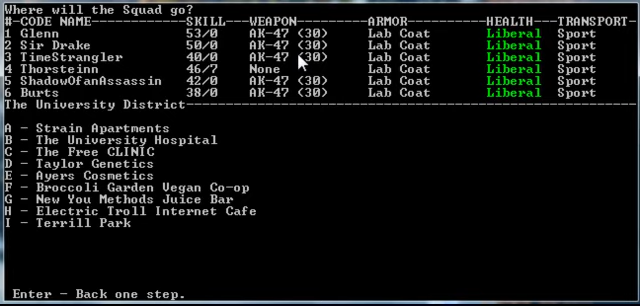 Where will the Squad go?
#-CODE NAME------------SKILL---WEAPON---------ARMOR----------HEALTH---TRANSPORT-
1 Glenn 53/0 AK-47 (30) Lab Coat Liberal Sport
2 Sir Drake 50/0 AK-47 (30) Lab Coat Liberal Sport
3 TimeStrangler 40/0 AK-47 (30) Lab Coat Liberal Sport
4 Thorsteinn 46/7 None Lab Coat Liberal Sport
5 ShadowOfanAssassin 42/0 AK-47 (30) Lab Coat Liberal Sport
6 Burts 38/0 AK-47 (30) Lab Coat Liberal Sport
The University District---------------------------------------------------------
A - Strain Apartments
B - The University Hospital
C - The Free CLINIC
D - Taylor Genetics
E - Ayers Cosmetics
F - Broccoli Garden Vegan Co-op
G - New You Methods Juice Bar
H - Electric Troll Internet Cafe
I - Terrill Park
Enter - Back one step.